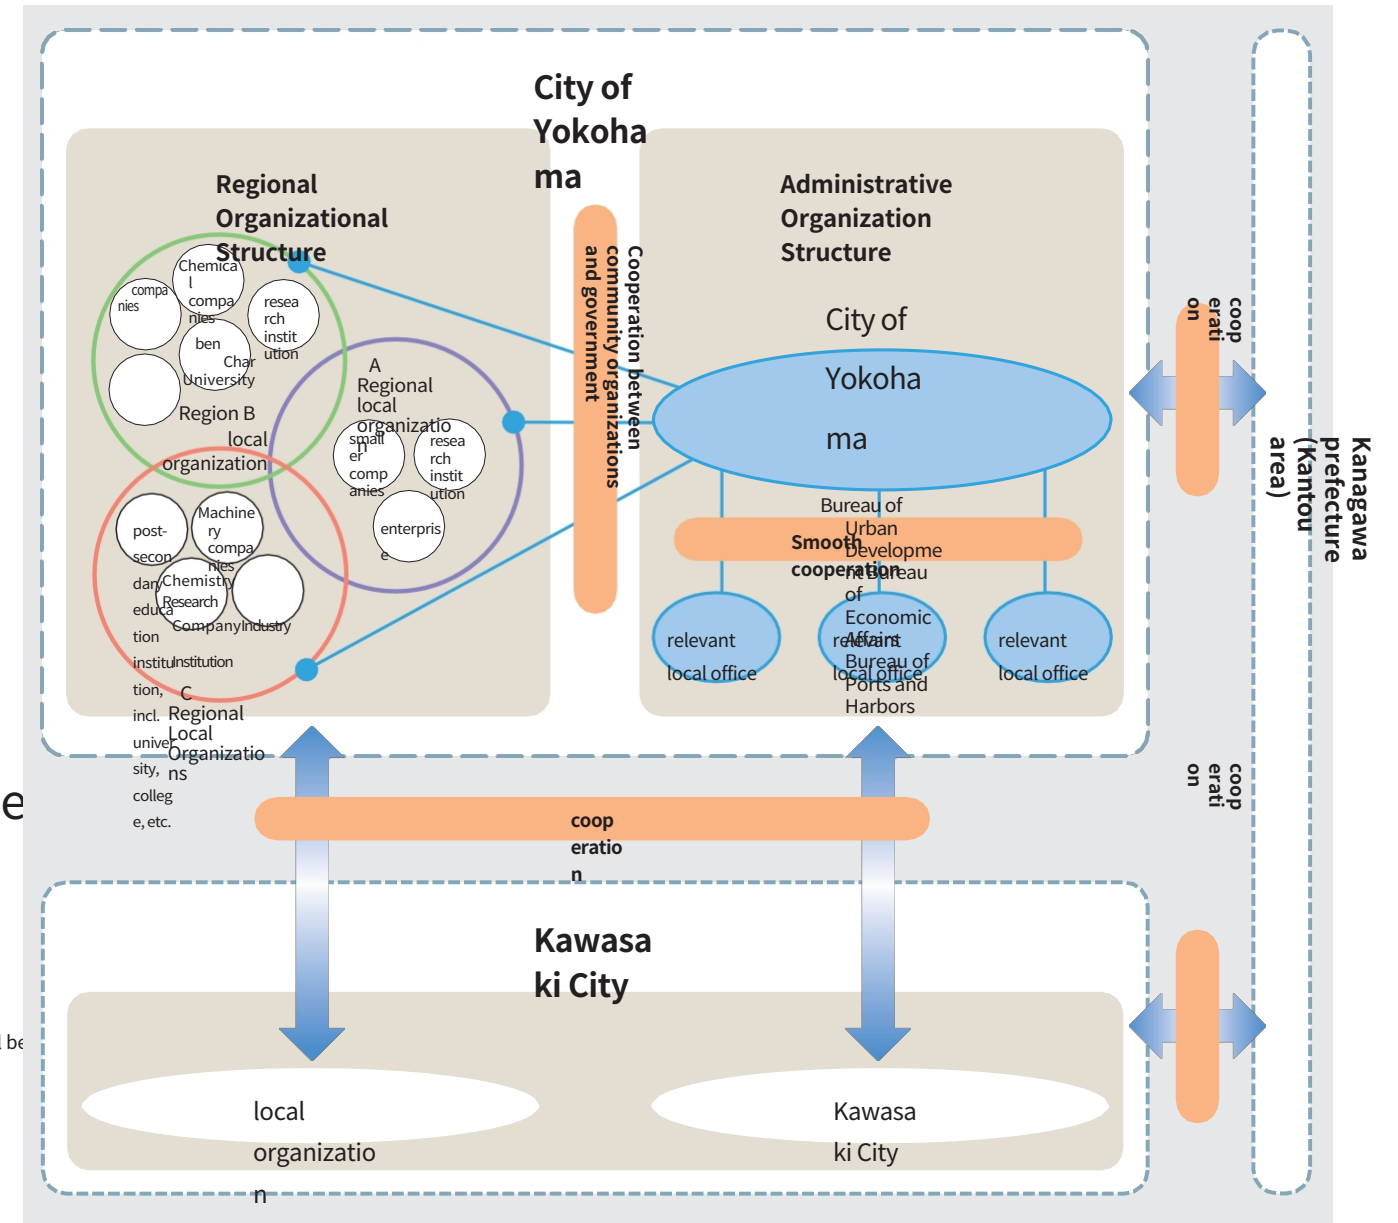 City of
Yokoha
ma
Regional
Organizational
Structure
Administrative
Organization
Structure
Chemica
l
compa
nies
compa
nies
resea
rch
instit
ution
ben
Char
University
Region B
local
organization
A
Regional
local
organizatio
n
small
er
comp
anies
resea
rch
instit
ution
enterpris
e
post-
secon
dary
educa
tion
institu
tion,
incl.
univer
sity,
colleg
e, etc.
Machine
ry
compa
nies
Chemistry
Research
CompanyIndustry
Institution
C
Regional
Local
Organizatio
ns
Cooperation between
community organizations
and government
City of
Yokoha
ma
Bureau of
Urban
Developme
nt Bureau
of
Economic
Affairs
Bureau of
Ports and
Harbors
Smooth
cooperation
relevant
local office
relevant
local office
relevant
local office
coop
erati
on
Kanagawa
prefecture
(Kantou
area)
coop
erati
on
coop
eratio
n
e
l be
Kawasa
ki City
local
organizatio
n
Kawasa
ki City